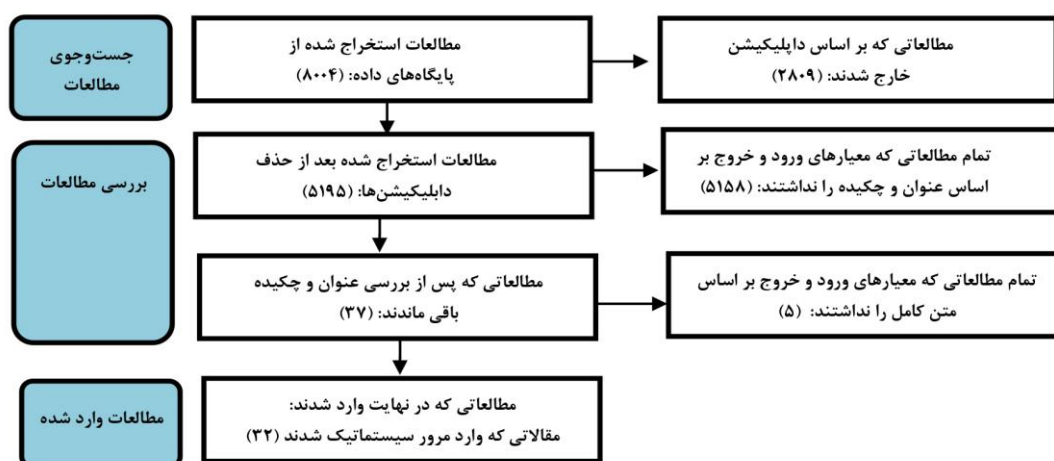 جست‌وجوی
مطالعات
مطالعات استخراج شده از
پایگاه‌های داده: (۸۰۰۴)
مطالعاتی که بر اساس داپلیکیشن
خارج شدند: (۲۸۰۹)
بررسی مطالعات
مطالعات استخراج شده بعد از حذف
داپلیکیشن‌ها: (۵۱۹۵)
تمام مطالعاتی که معیارهای ورود و خروج بر
اساس عنوان و چکیده را نداشتند: (۵۱۵۸)
مطالعاتی که پس از بررسی عنوان و چکیده
باقی ماندند: (۳۷)
تمام مطالعاتی که معیارهای ورود و خروج بر اساس
متن کامل را نداشتند: (۵)
مطالعات وارد شده
مطالعاتی که در نهایت وارد شدند:
مقالاتی که وارد مرور سیستماتیک شدند (۳۲)